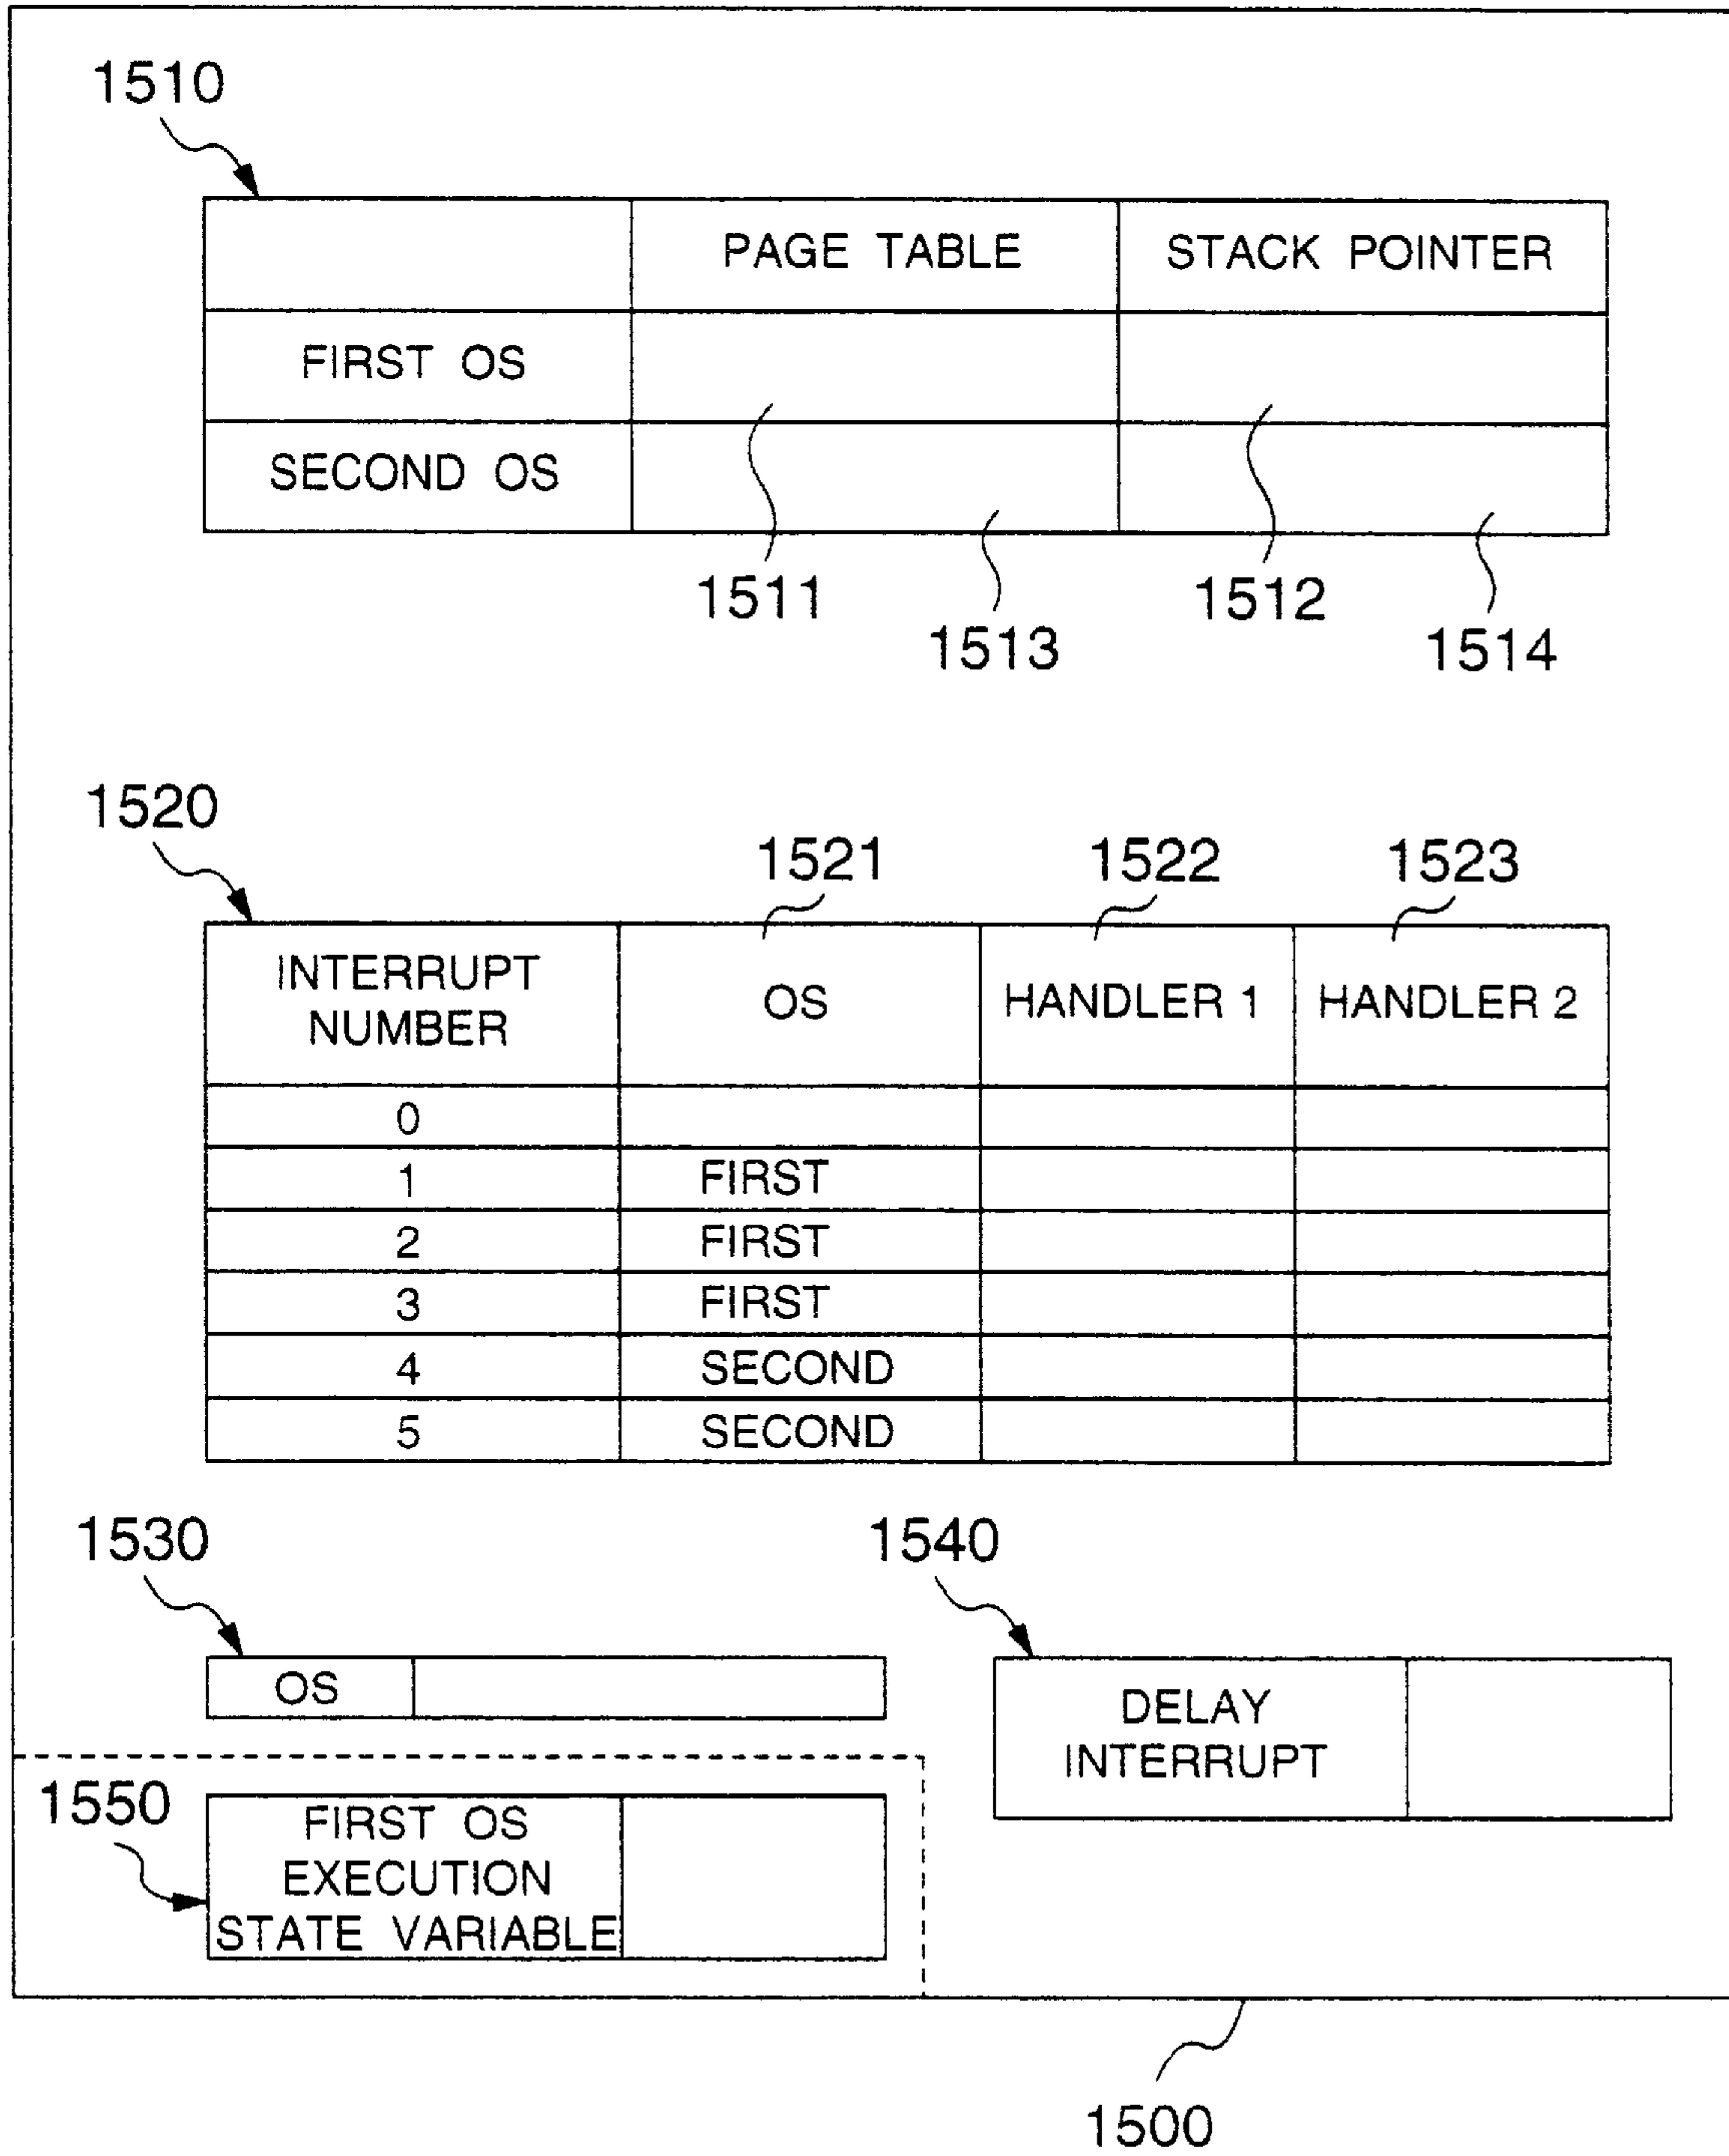 1510
PAGE TABLE STACK POINTER
FIRST OS
SECOND OS
1511 1512
1513 1514
1520
1521 1522 1523
INTERRUPT
NUMBER
OS HANDLER 1 HANDLER 2
0
1 FIRST
2 FIRST
3 FIRST
4 SECOND
5 SECOND
1530 1540
OS
DELAY
INTERRUPT
1550
FIRST OS
EXECUTION
STATE VARIABLE
1500